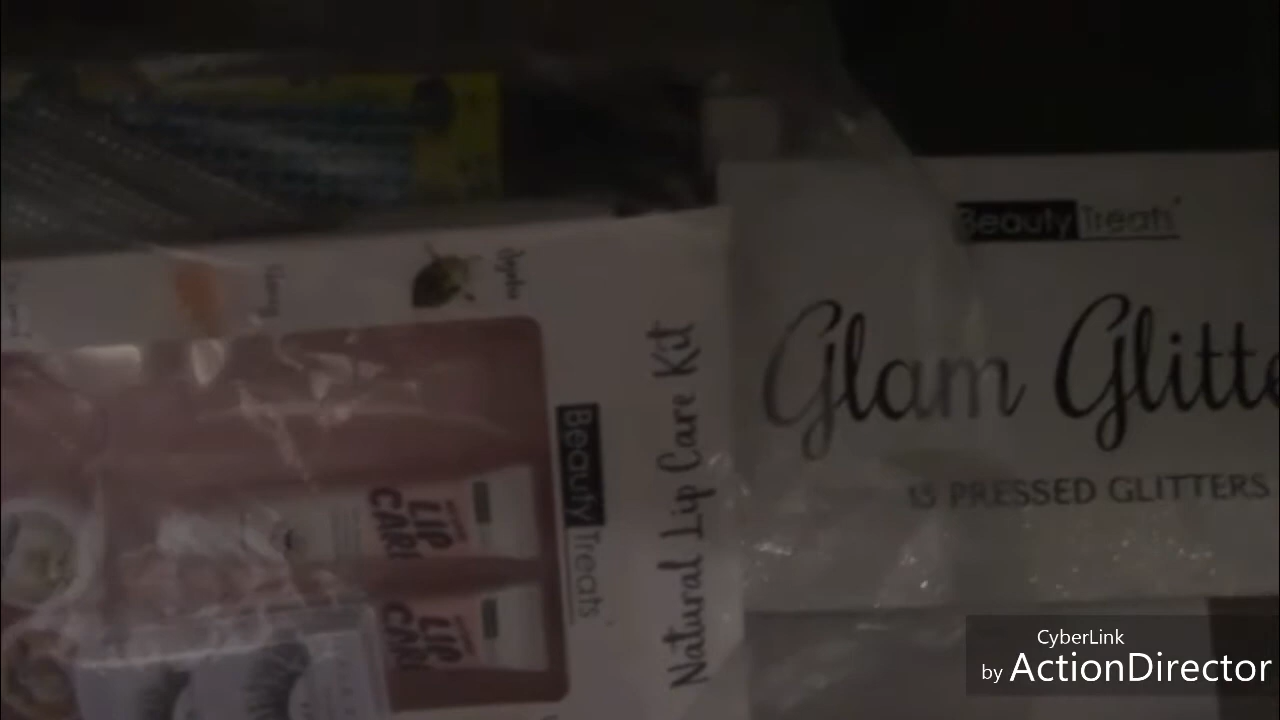 Beauty Treats
Glam Glitte
15 PRESSED GLITTERS
Natural Lip Care Kit
Beauty Treats
LIP
CARE
LIP
CARE
CyberLink
by ActionDirector